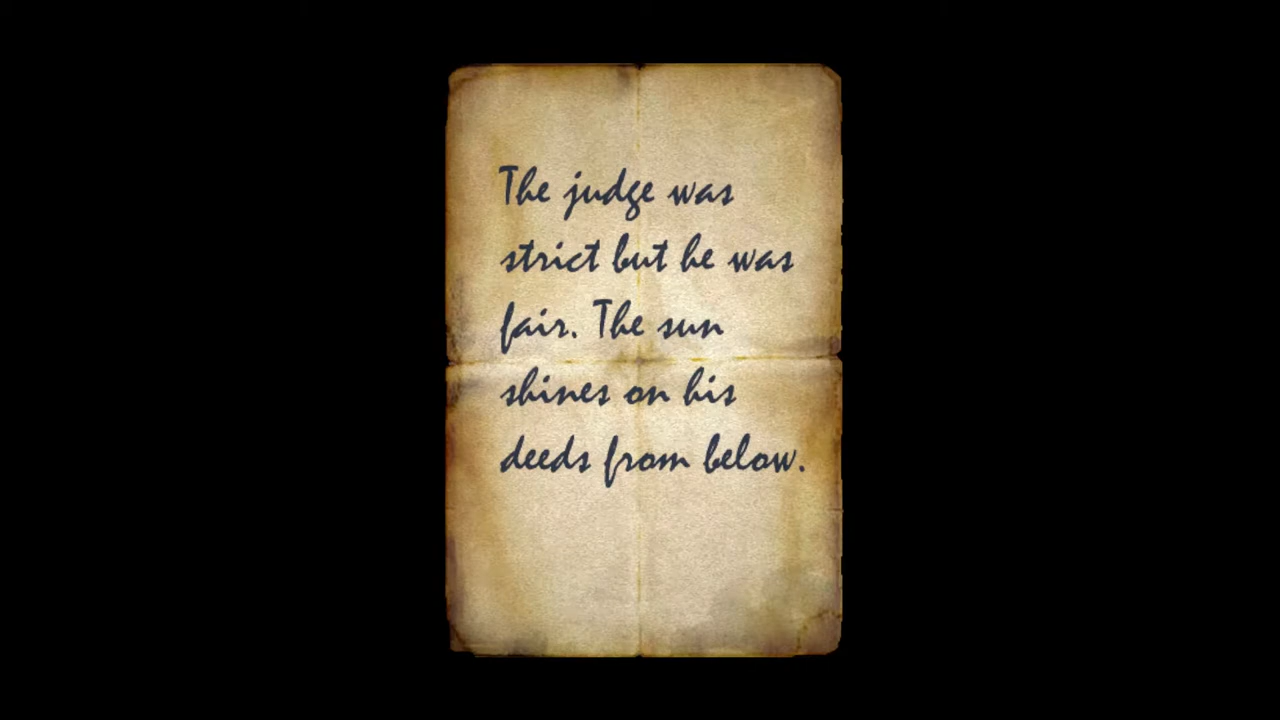 The judge was
strict but he was
fair. The sun
shines on his
deeds from below.